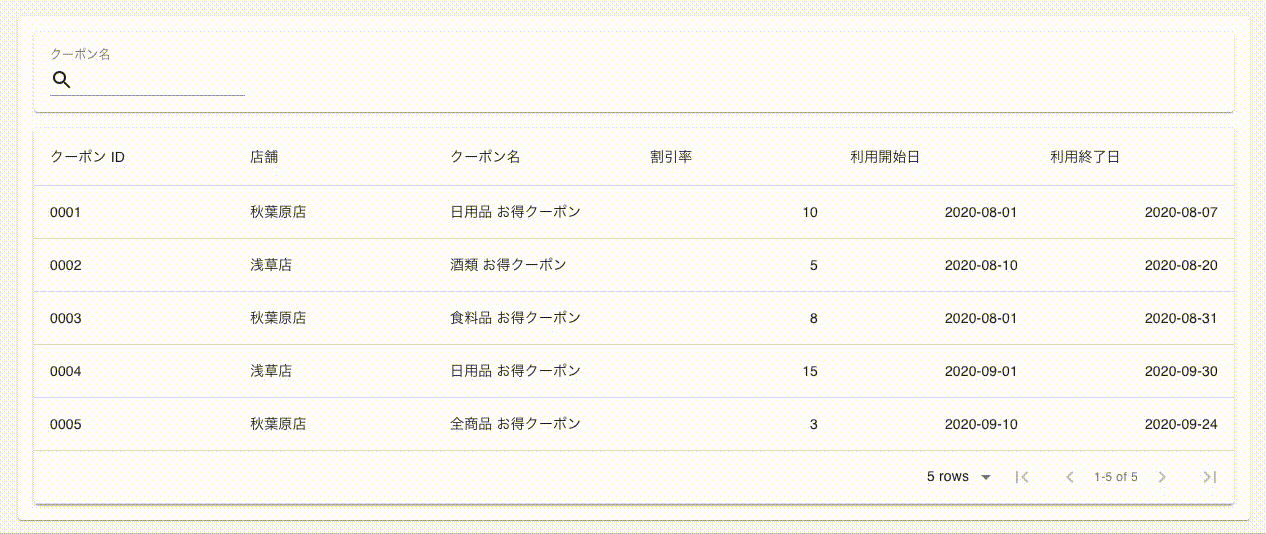 クーポン名
クーポン ID 店舗 クーポン名 割引率 利用開始日 利用終了日
0001 秋葉原店 日用品 お得クーポン 10 2020-08-01 2020-08-07
0002 浅草店 酒類 お得クーポン 5 2020-08-10 2020-08-20
0003 秋葉原店 食料品 お得クーポン 8 2020-08-01 2020-08-31
0004 浅草店 日用品 お得クーポン 15 2020-09-01 2020-09-30
0005 秋葉原店 全商品 お得クーポン 3 2020-09-10 2020-09-24
5 rows 1-5 of 5